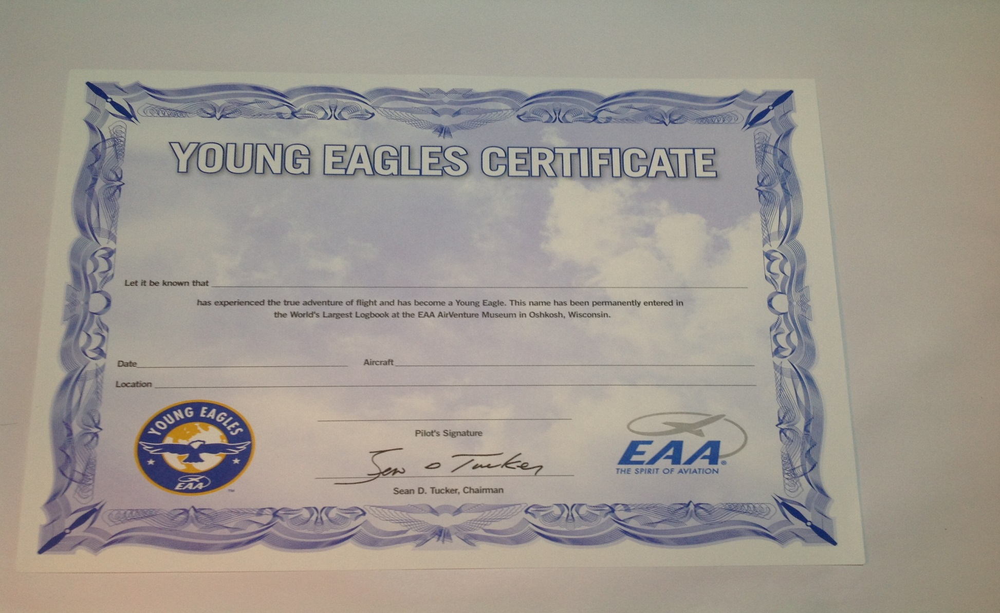 YOUNG EAGLES CERTIFICATE
Let it be known that
has experienced the true adventure of flight and has become a Young Eagle. This name has been permanently entered in
the World's Largest Logbook at the EAA AirVenture Museum in Oshkosh, Wisconsin.
Date Aircraft
Location
YOUNG EAGLES
EAA
™
Pilot's Signature
Sean D Tucker
Sean D. Tucker, Chairman
EAA®
THE SPIRIT OF AVIATION